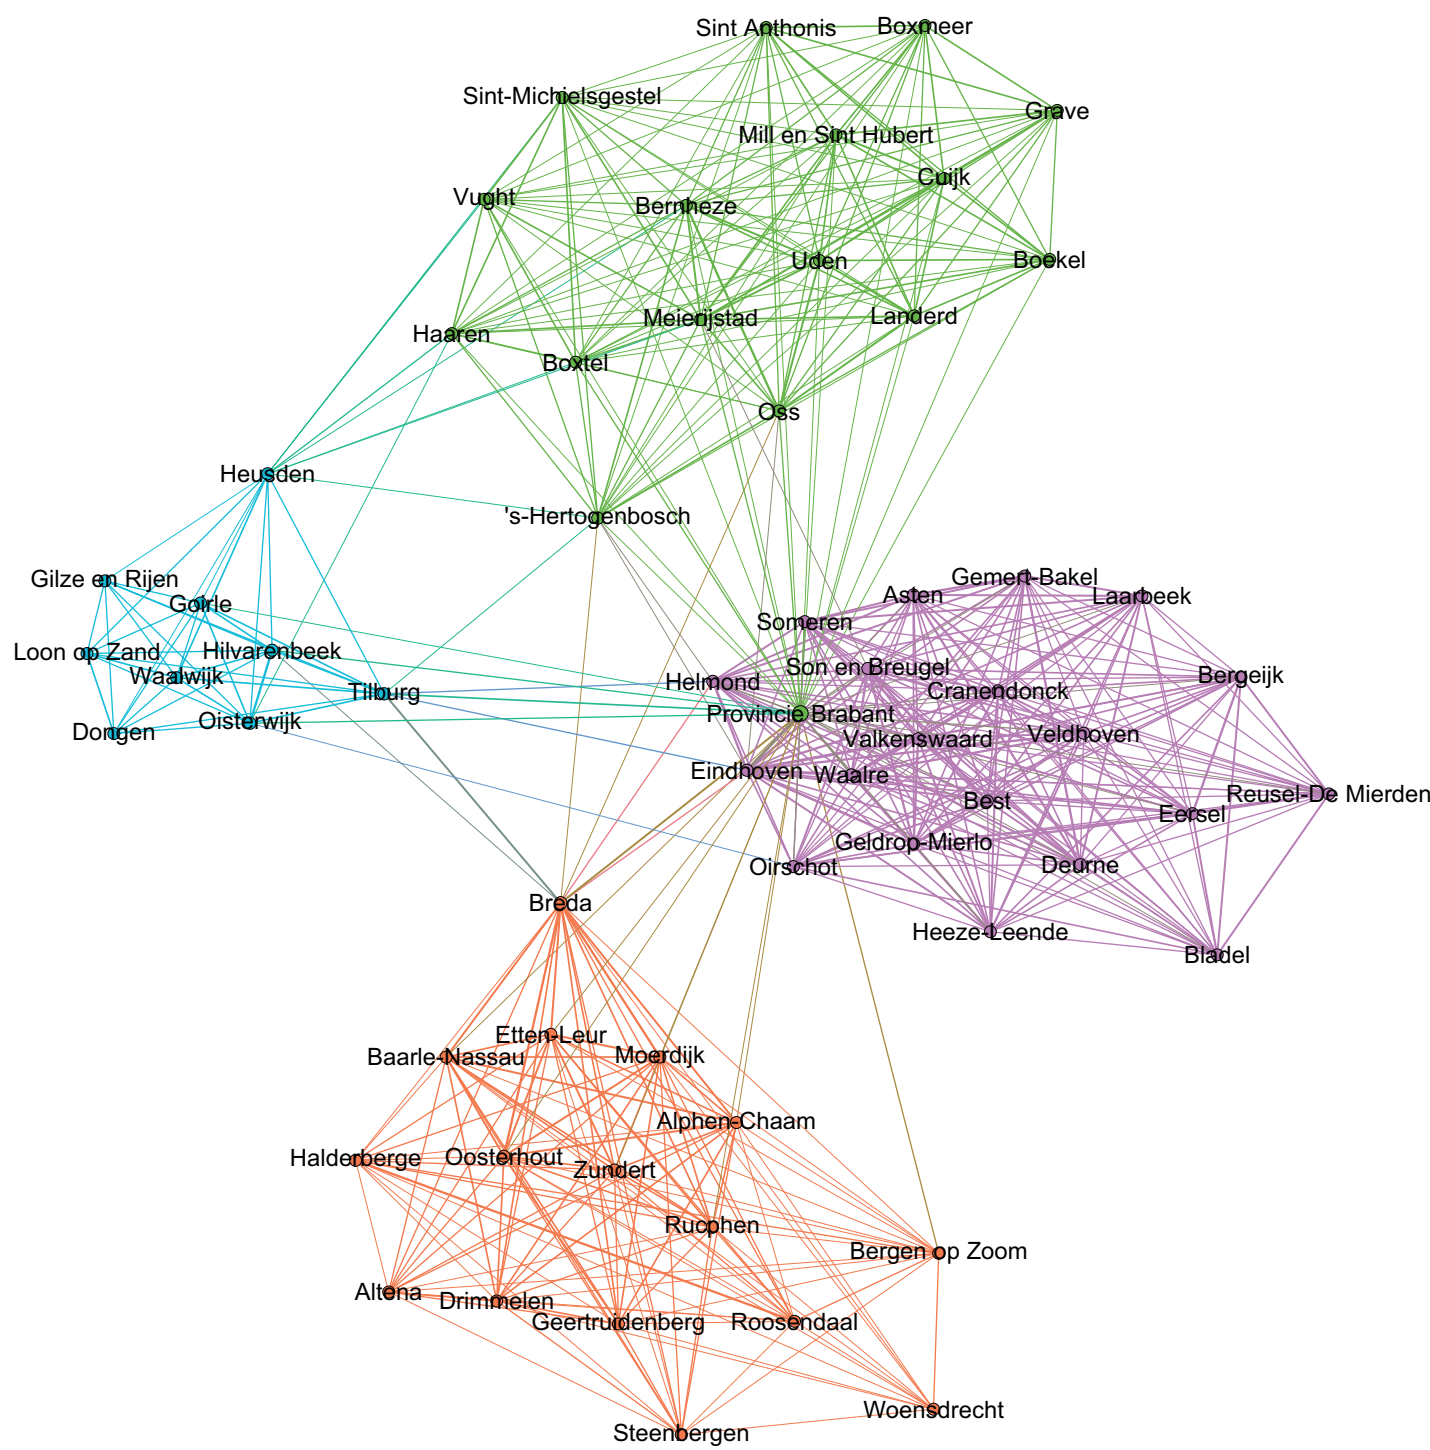 Sint Anthonis
Boxmeer
Sint-Michielsgestel
Grave
Mill en Sint Hubert
Cuijk
Vught
Bernheze
Uden
Boekel
Meierijstad
Landerd
Haaren
Boxtel
Oss
Heusden
's-Hertogenbosch
Gilze en Rijen
Goirle
Loon op Zand
Hilvarenbeek
Waalwijk
Tilburg
Dongen
Oisterwijk
Gemert-Bakel
Asten
Laarbeek
Someren
Son en Breugel
Helmond
Cranendonck
Bergeijk
Provincie Brabant
Valkenswaard
Veldhoven
Eindhoven
Waalre
Best
Reusel-De Mierden
Eersel
Geldrop-Mierlo
Oirschot
Deurne
Heeze-Leende
Bladel
Breda
Etten-Leur
Baarle-Nassau
Moerdijk
Alphen-Chaam
Halderberge
Oosterhout
Zundert
Rucphen
Bergen op Zoom
Altena
Drimmelen
Geertruidenberg
Roosendaal
Woensdrecht
Steenbergen